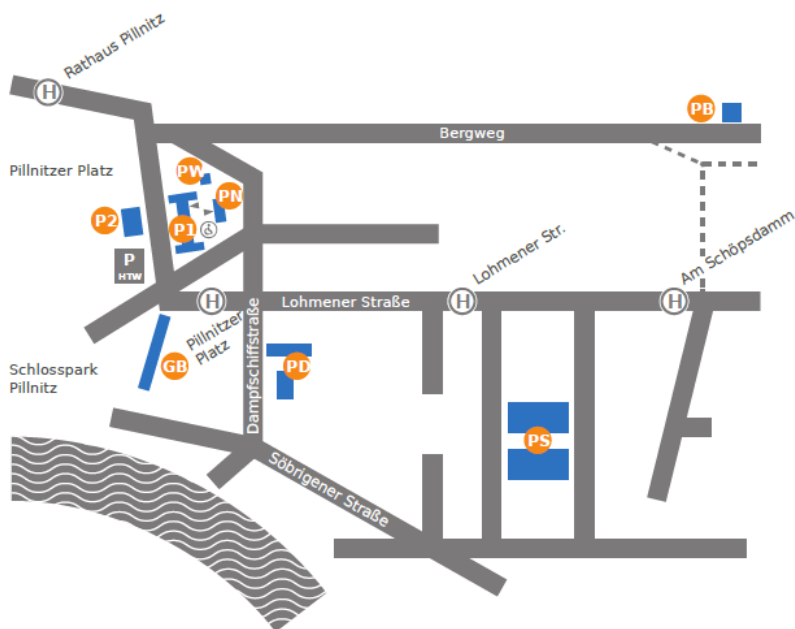 Rathaus Pillnitz
H
PB
Bergweg
Pillnitzer Platz
PW
PN
P2
P1
P
HTW
Lohmener Str.
Am Schöpsdamm
H
Lohmener Straße
H
H
Pillnitzer
Platz
Dampfschiffstraße
Schlosspark
Pillnitz
GB
PD
PS
Söbrigener Straße